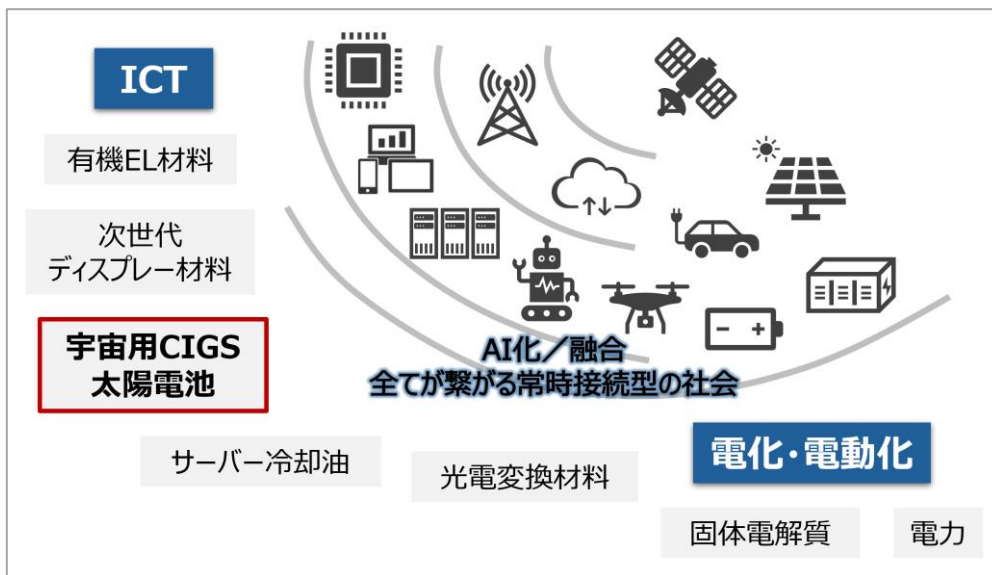 ICT
有機EL材料
次世代
ディスプレー材料
宇宙用CIGS
太陽電池
AI化／融合
全てが繋がる常時接続型の社会
サーバー冷却油
光電変換材料
電化・電動化
固体電解質
電力